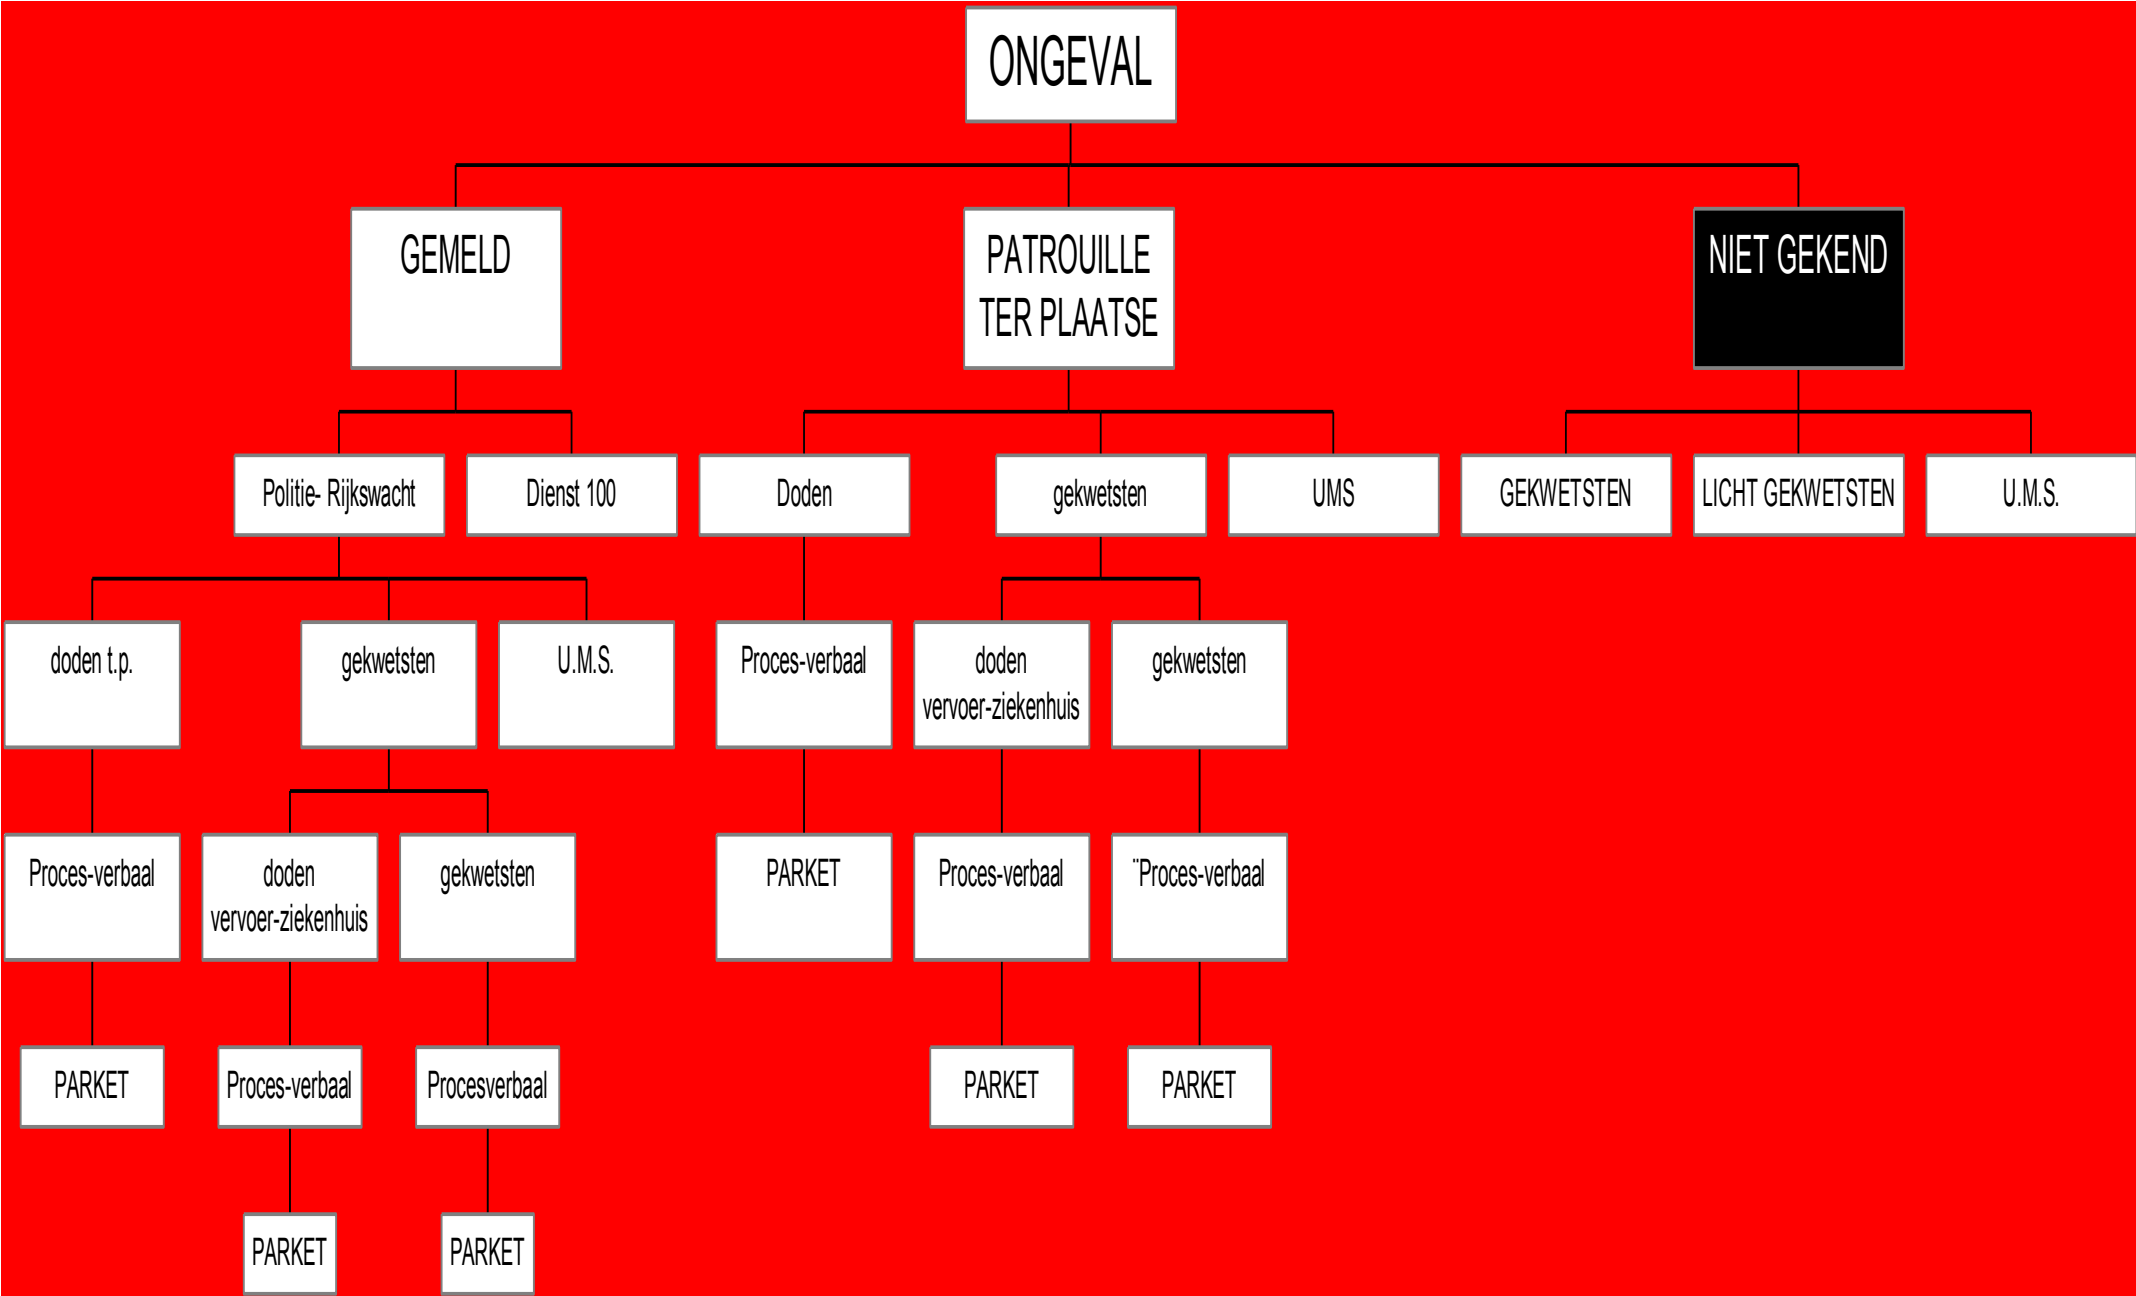 ONGEVAL
GEMELD
PATROUILLE
TER PLAATSE
NIET GEKEND
Politie- Rijkswacht
Dienst 100
Doden
gekwetsten
UMS
GEKWETSTEN
LICHT GEKWETSTEN
U.M.S.
doden t.p.
gekwetsten
U.M.S.
Proces-verbaal
doden
vervoer-ziekenhuis
gekwetsten
Proces-verbaal
doden
vervoer-ziekenhuis
gekwetsten
PARKET
Proces-verbaal
¨Proces-verbaal
PARKET
Proces-verbaal
Procesverbaal
PARKET
PARKET
PARKET
PARKET